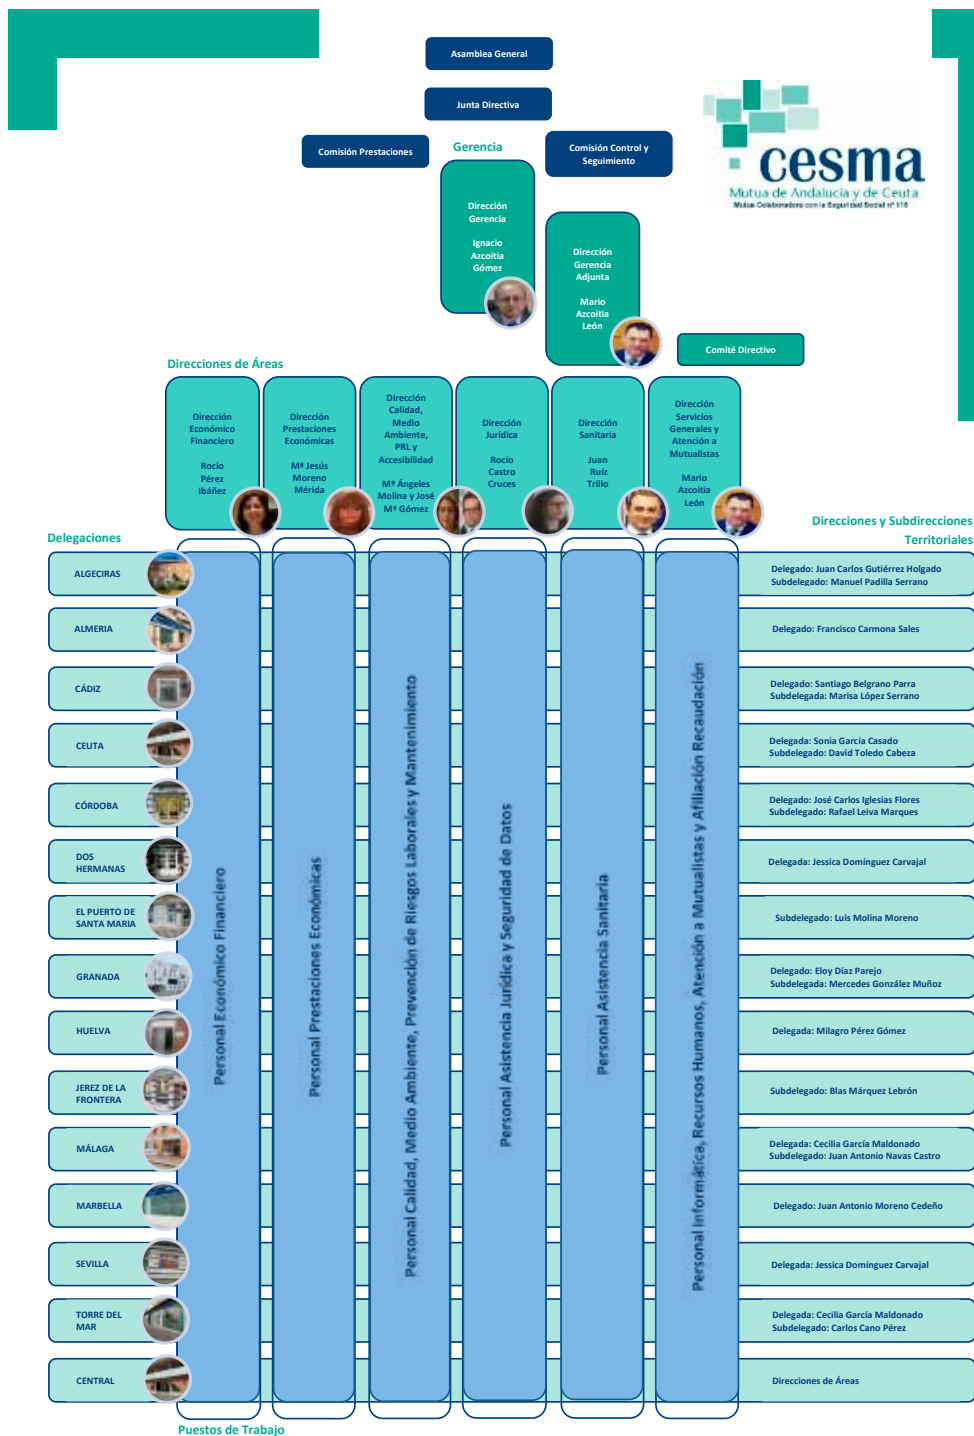 Asamblea General
Junta Directiva
Comisión Prestaciones
Gerencia
Comisión Control y
Seguimiento
cesma
Mutua de Andalucía y de Ceuta
Mutua Colaboradora con la Seguridad Social nº 115
Dirección
Gerencia
Ignacio
Azcoitia
Gómez
Dirección
Gerencia
Adjunta
Mario
Azcoitia
León
Comité Directivo
Direcciones de Áreas
Dirección
Económico
Financiero
Rocío
Pérez
Ibáñez
Dirección
Prestaciones
Económicas
Mª Jesús
Moreno
Mérida
Dirección
Calidad,
Medio
Ambiente,
PRL y
Accesibilidad
Mª Ángeles
Molina y José
Mª Gómez
Dirección
Jurídica
Rocío
Castro
Cruces
Dirección
Sanitaria
Juan
Ruíz
Trillo
Dirección
Servicios
Generales y
Atención a
Mutualistas
Mario
Azcoitia
León
Delegaciones
Direcciones y Subdirecciones
Territoriales
ALGECIRAS
Delegado: Juan Carlos Gutiérrez Holgado
Subdelegado: Manuel Padilla Serrano
ALMERIA
Delegado: Francisco Carmona Sales
CÁDIZ
Delegado: Santiago Belgrano Parra
Subdelegada: Marisa López Serrano
CEUTA
Delegada: Sonia García Casado
Subdelegado: David Toledo Cabeza
CÓRDOBA
Delegado: José Carlos Iglesias Flores
Subdelegado: Rafael Leiva Marques
DOS
HERMANAS
Delegada: Jessica Domínguez Carvajal
EL PUERTO DE
SANTA MARIA
Subdelegado: Luis Molina Moreno
GRANADA
Delegado: Eloy Díaz Parejo
Subdelegada: Mercedes González Muñoz
HUELVA
Delegada: Milagro Pérez Gómez
JEREZ DE LA
FRONTERA
Subdelegado: Blas Márquez Lebrón
MÁLAGA
Delegada: Cecilia García Maldonado
Subdelegado: Juan Antonio Navas Castro
MARBELLA
Delegado: Juan Antonio Moreno Cedeño
SEVILLA
Delegada: Jessica Domínguez Carvajal
TORRE DEL
MAR
Delegada: Cecilia García Maldonado
Subdelegado: Carlos Cano Pérez
CENTRAL
Direcciones de Áreas
Personal Económico Financiero
Personal Prestaciones Económicas
Personal Calidad, Medio Ambiente, Prevención de Riesgos Laborales y Mantenimiento
Personal Asistencia Jurídica y Seguridad de Datos
Personal Asistencia Sanitaria
Personal Informática, Recursos Humanos, Atención a Mutualistas y Afiliación Recaudación
Puestos de Trabajo